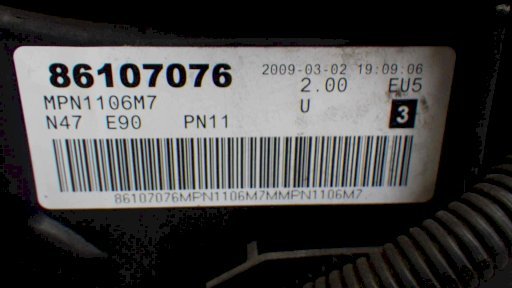 86107076 2009-03-02 19:09:06
MPN1106M7 2.00 EU5
N47 E90 PN11 U 3
86107076MPN1106M7MMPN1106M7